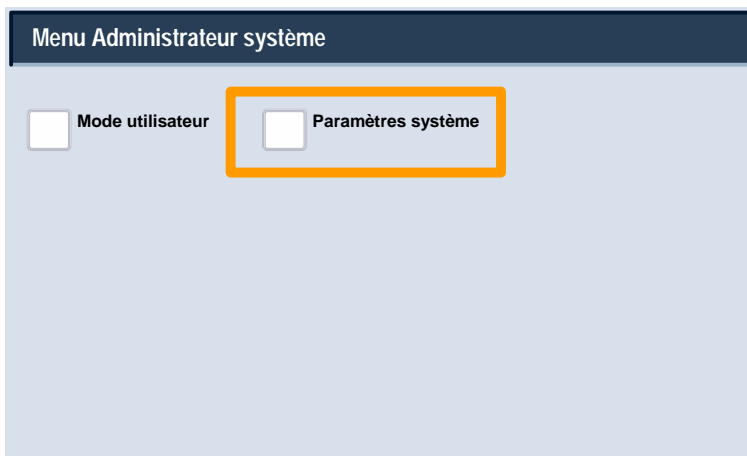 Menu Administrateur système
Mode utilisateur
Paramètres système